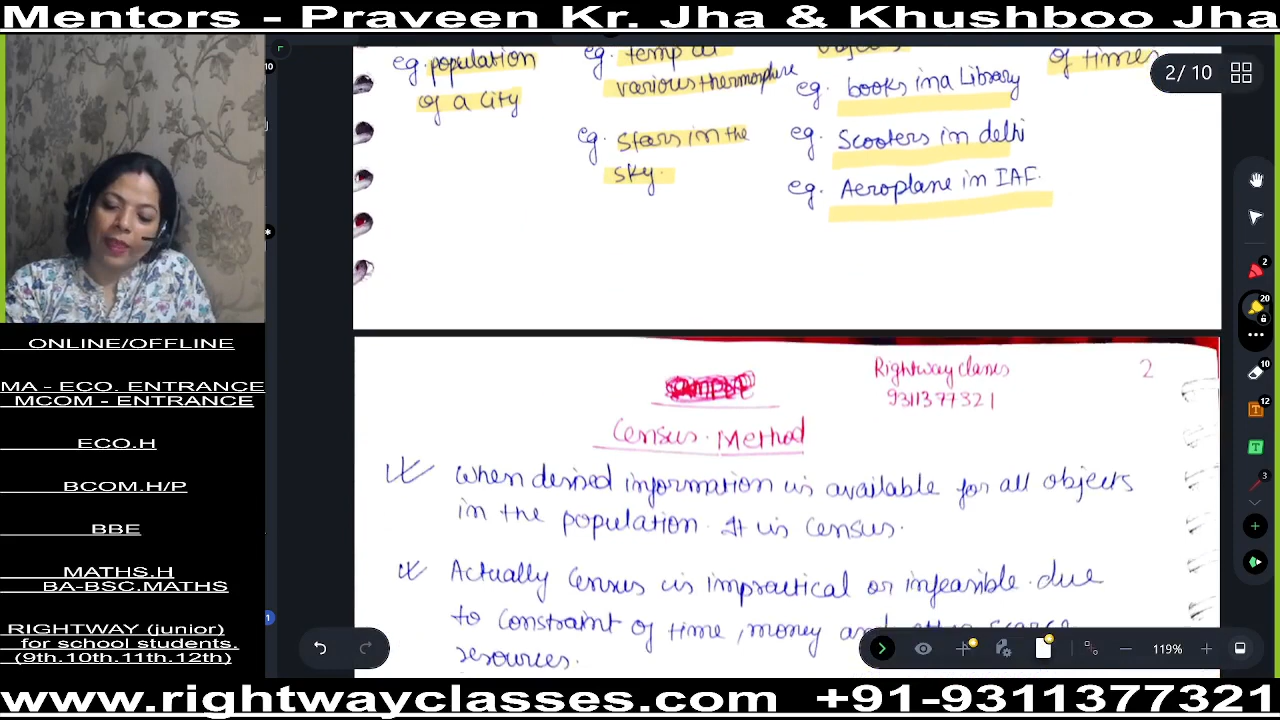 Mentors - Praveen Kr. Jha & Khushboo Jha
eg. population
of a city
eg. temp at
various thermosphere
eg. stars in the
sky.
objects
eg. books in a Library
eg. Scooters in delhi
eg. Aeroplane in IAF.
of times
2/10
Rightway classes
9311377321
2
Census Method
When desired information is available for all objects
in the population. It is census.
Actually census is impractical or infeasible due
to constraint of time, money and other scarce
resources.
ONLINE/OFFLINE
MA - ECO. ENTRANCE
MCOM - ENTRANCE
ECO.H
BCOM.H/P
BBE
MATHS.H
BA-BSC.MATHS
RIGHTWAY (junior)
for school students.
(9th.10th.11th.12th)
119%
www.rightwayclasses.com +91-9311377321